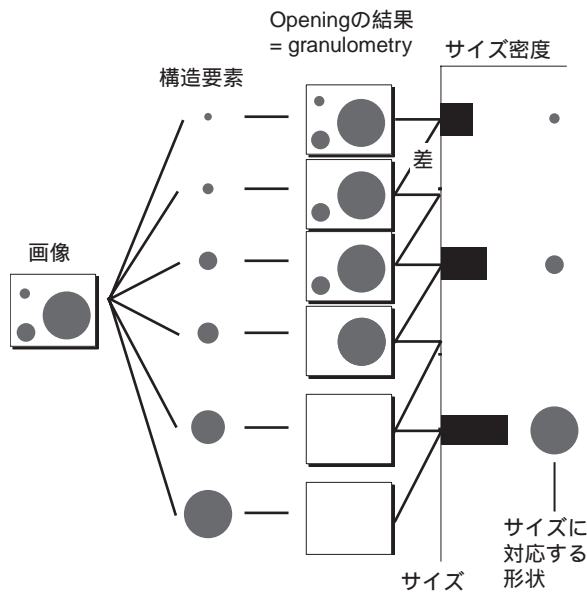 Openingの結果
= granulometry
サイズ密度
構造要素
差
画像
サイズに
対応する
形状
サイズ